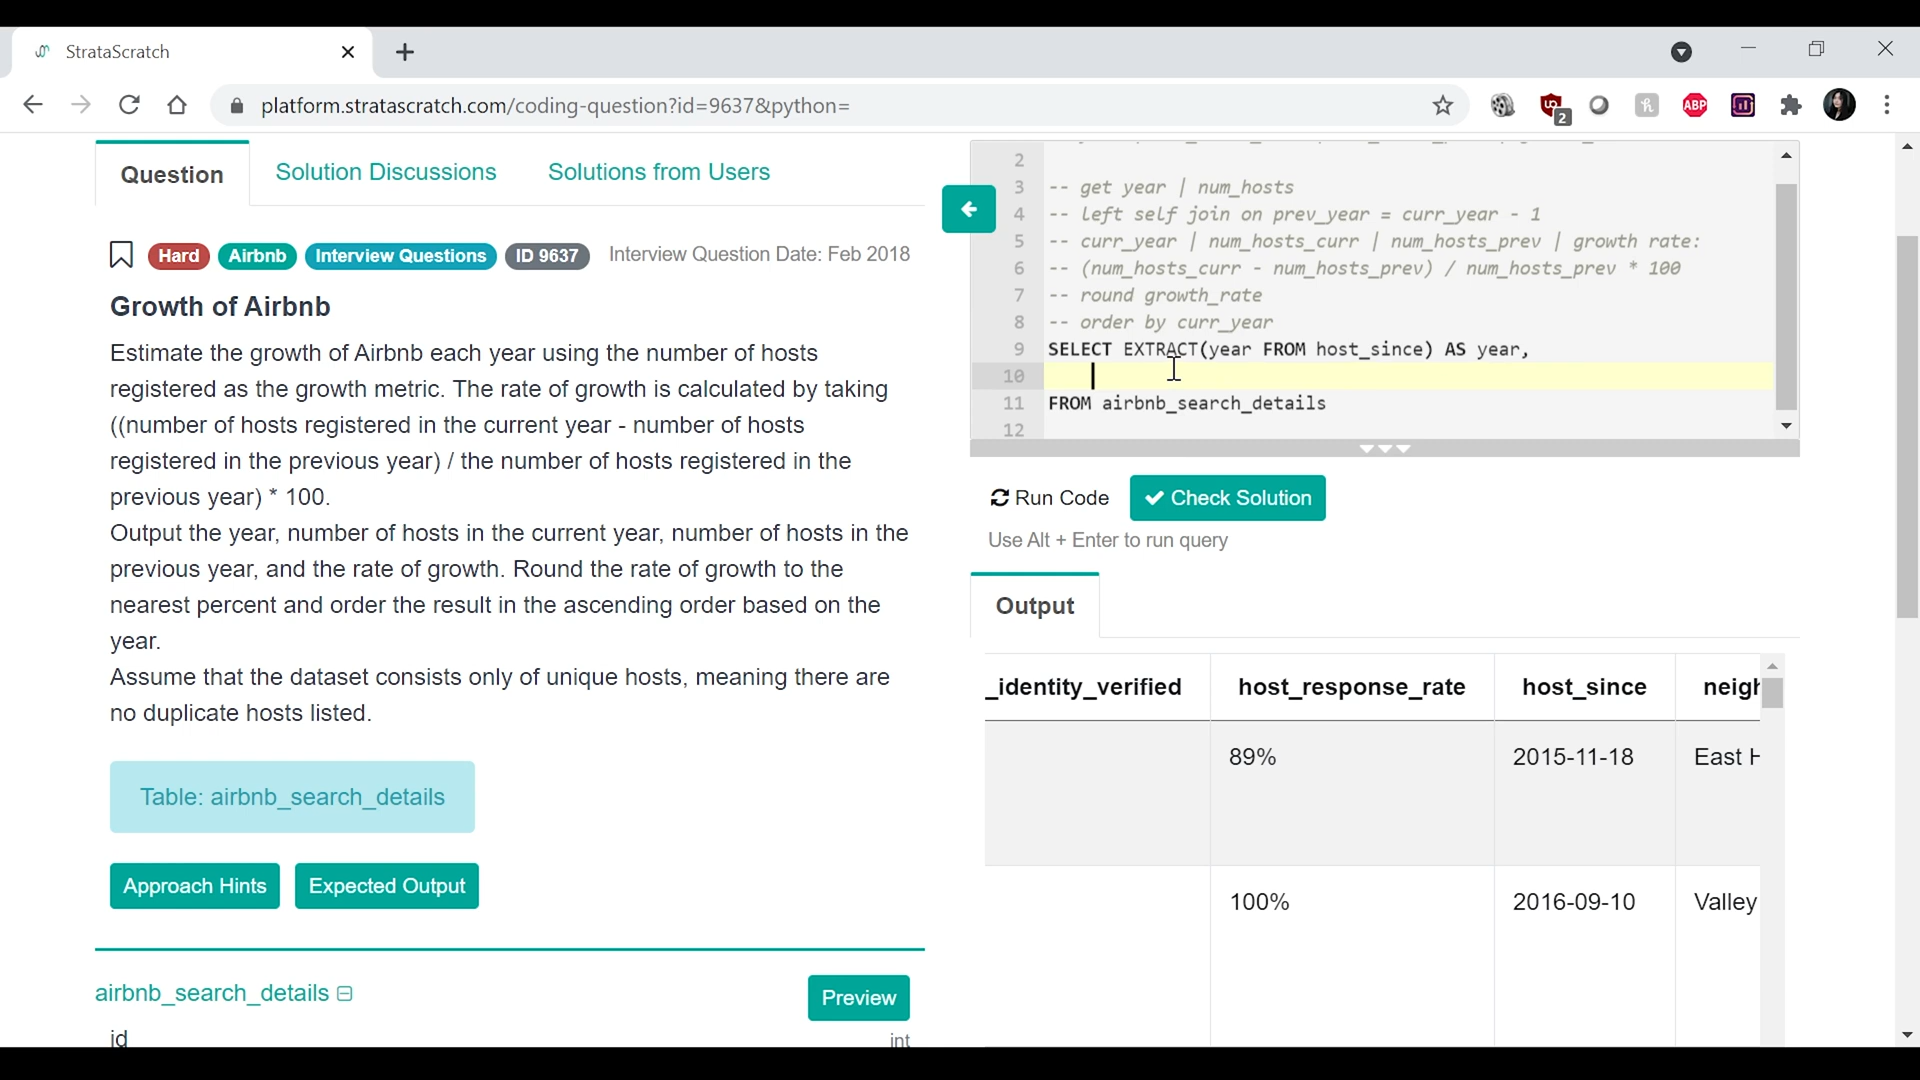 StrataScratch
platform.stratascratch.com/coding-question?id=9637&python=
2
ABP
Question
Solution Discussions
Solutions from Users
Hard
Airbnb
Interview Questions
ID 9637
Interview Question Date: Feb 2018
Growth of Airbnb
Estimate the growth of Airbnb each year using the number of hosts
registered as the growth metric. The rate of growth is calculated by taking
((number of hosts registered in the current year - number of hosts
registered in the previous year) / the number of hosts registered in the
previous year) * 100.
Output the year, number of hosts in the current year, number of hosts in the
previous year, and the rate of growth. Round the rate of growth to the
nearest percent and order the result in the ascending order based on the
year.
Assume that the dataset consists only of unique hosts, meaning there are
no duplicate hosts listed.
Table: airbnb_search_details
Approach Hints
Expected Output
airbnb_search_details
Preview
id
int
2
3 -- get year | num_hosts
4 -- left self join on prev_year = curr_year - 1
5 -- curr_year | num_hosts_curr | num_hosts_prev | growth rate:
6 -- (num_hosts_curr - num_hosts_prev) / num_hosts_prev * 100
7 -- round growth_rate
8 -- order by curr_year
9 SELECT EXTRACT(year FROM host_since) AS year,
10
11 FROM airbnb_search_details
12
Run Code
Check Solution
Use Alt + Enter to run query
Output
_identity_verified
host_response_rate
host_since
neigh
89%
2015-11-18
East H
100%
2016-09-10
Valley